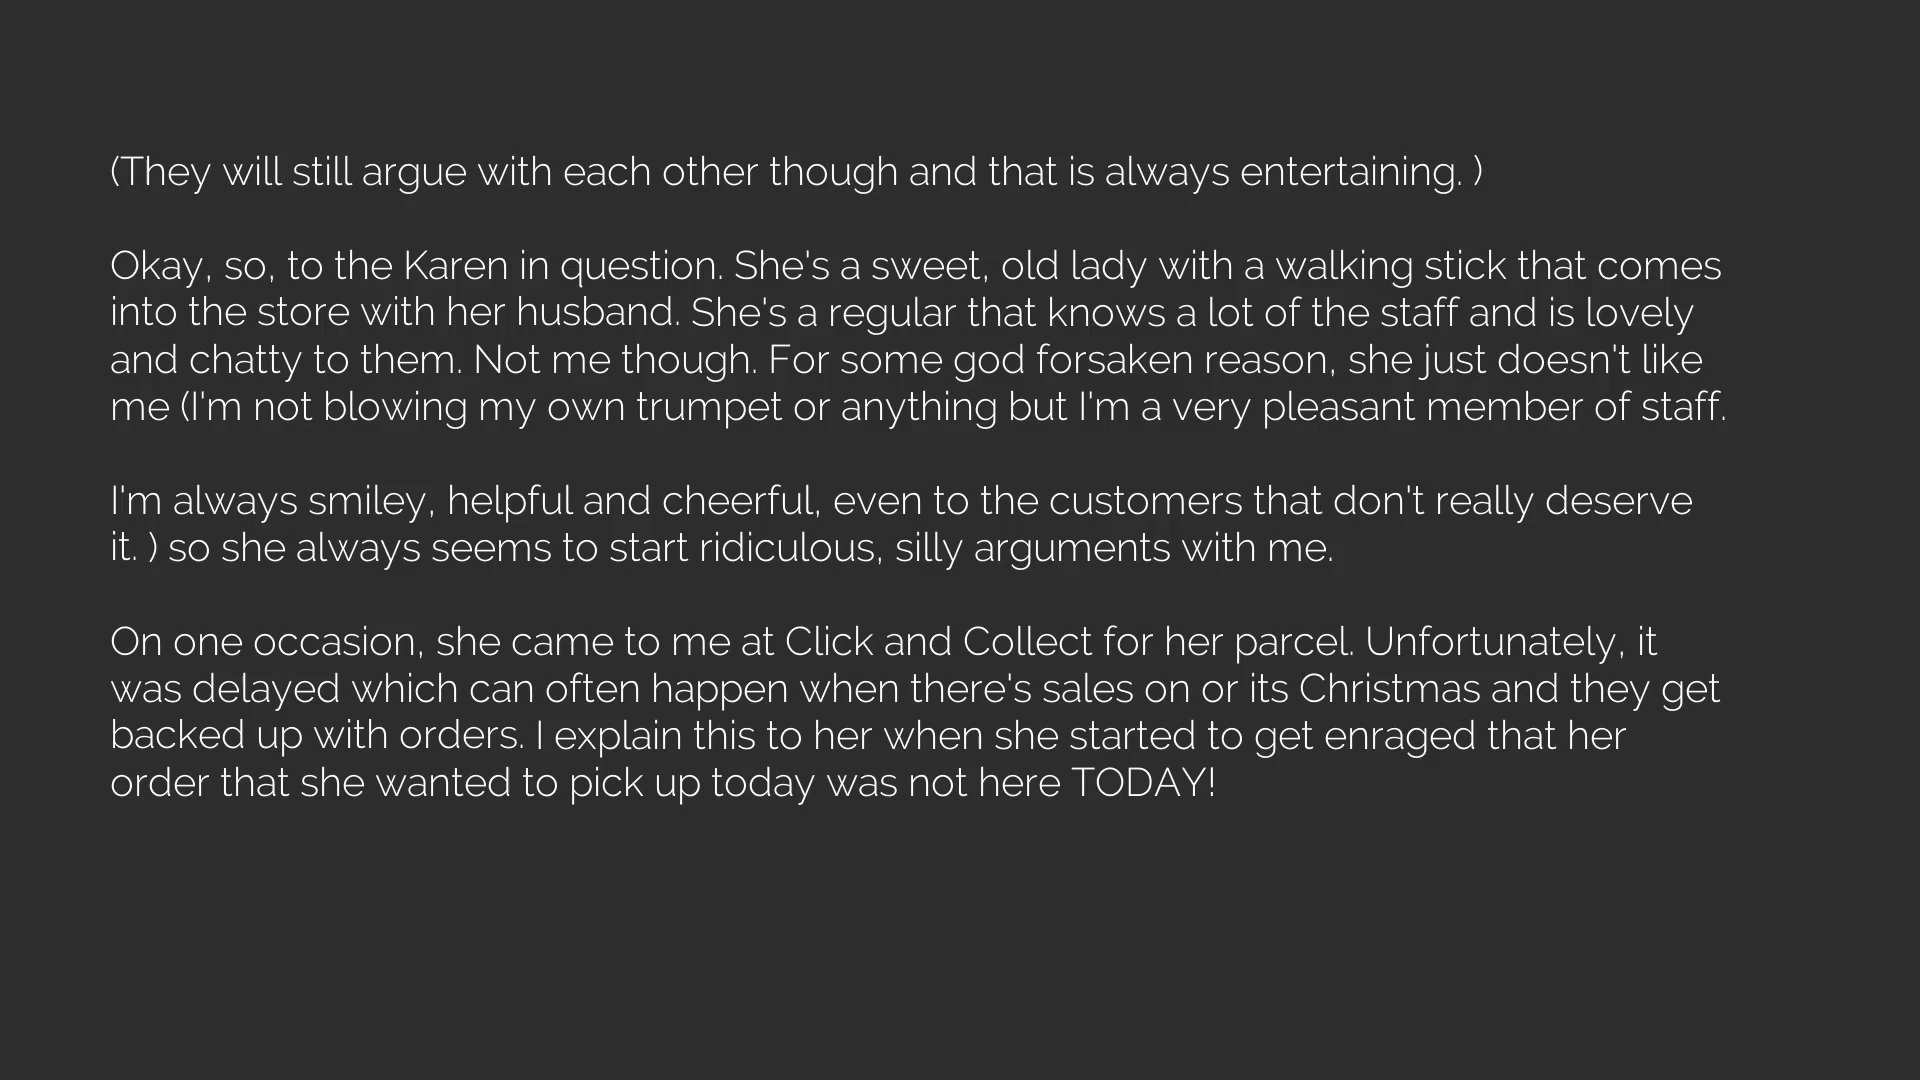 (They will still argue with each other though and that is always entertaining. )
Okay, so, to the Karen in question. She's a sweet, old lady with a walking stick that comes
into the store with her husband. She's a regular that knows a lot of the staff and is lovely
and chatty to them. Not me though. For some god forsaken reason, she just doesn't like
me (I'm not blowing my own trumpet or anything but I'm a very pleasant member of staff.
I'm always smiley, helpful and cheerful, even to the customers that don't really deserve
it. ) so she always seems to start ridiculous, silly arguments with me.
On one occasion, she came to me at Click and Collect for her parcel. Unfortunately, it
was delayed which can often happen when there's sales on or its Christmas and they get
backed up with orders. I explain this to her when she started to get enraged that her
order that she wanted to pick up today was not here TODAY!